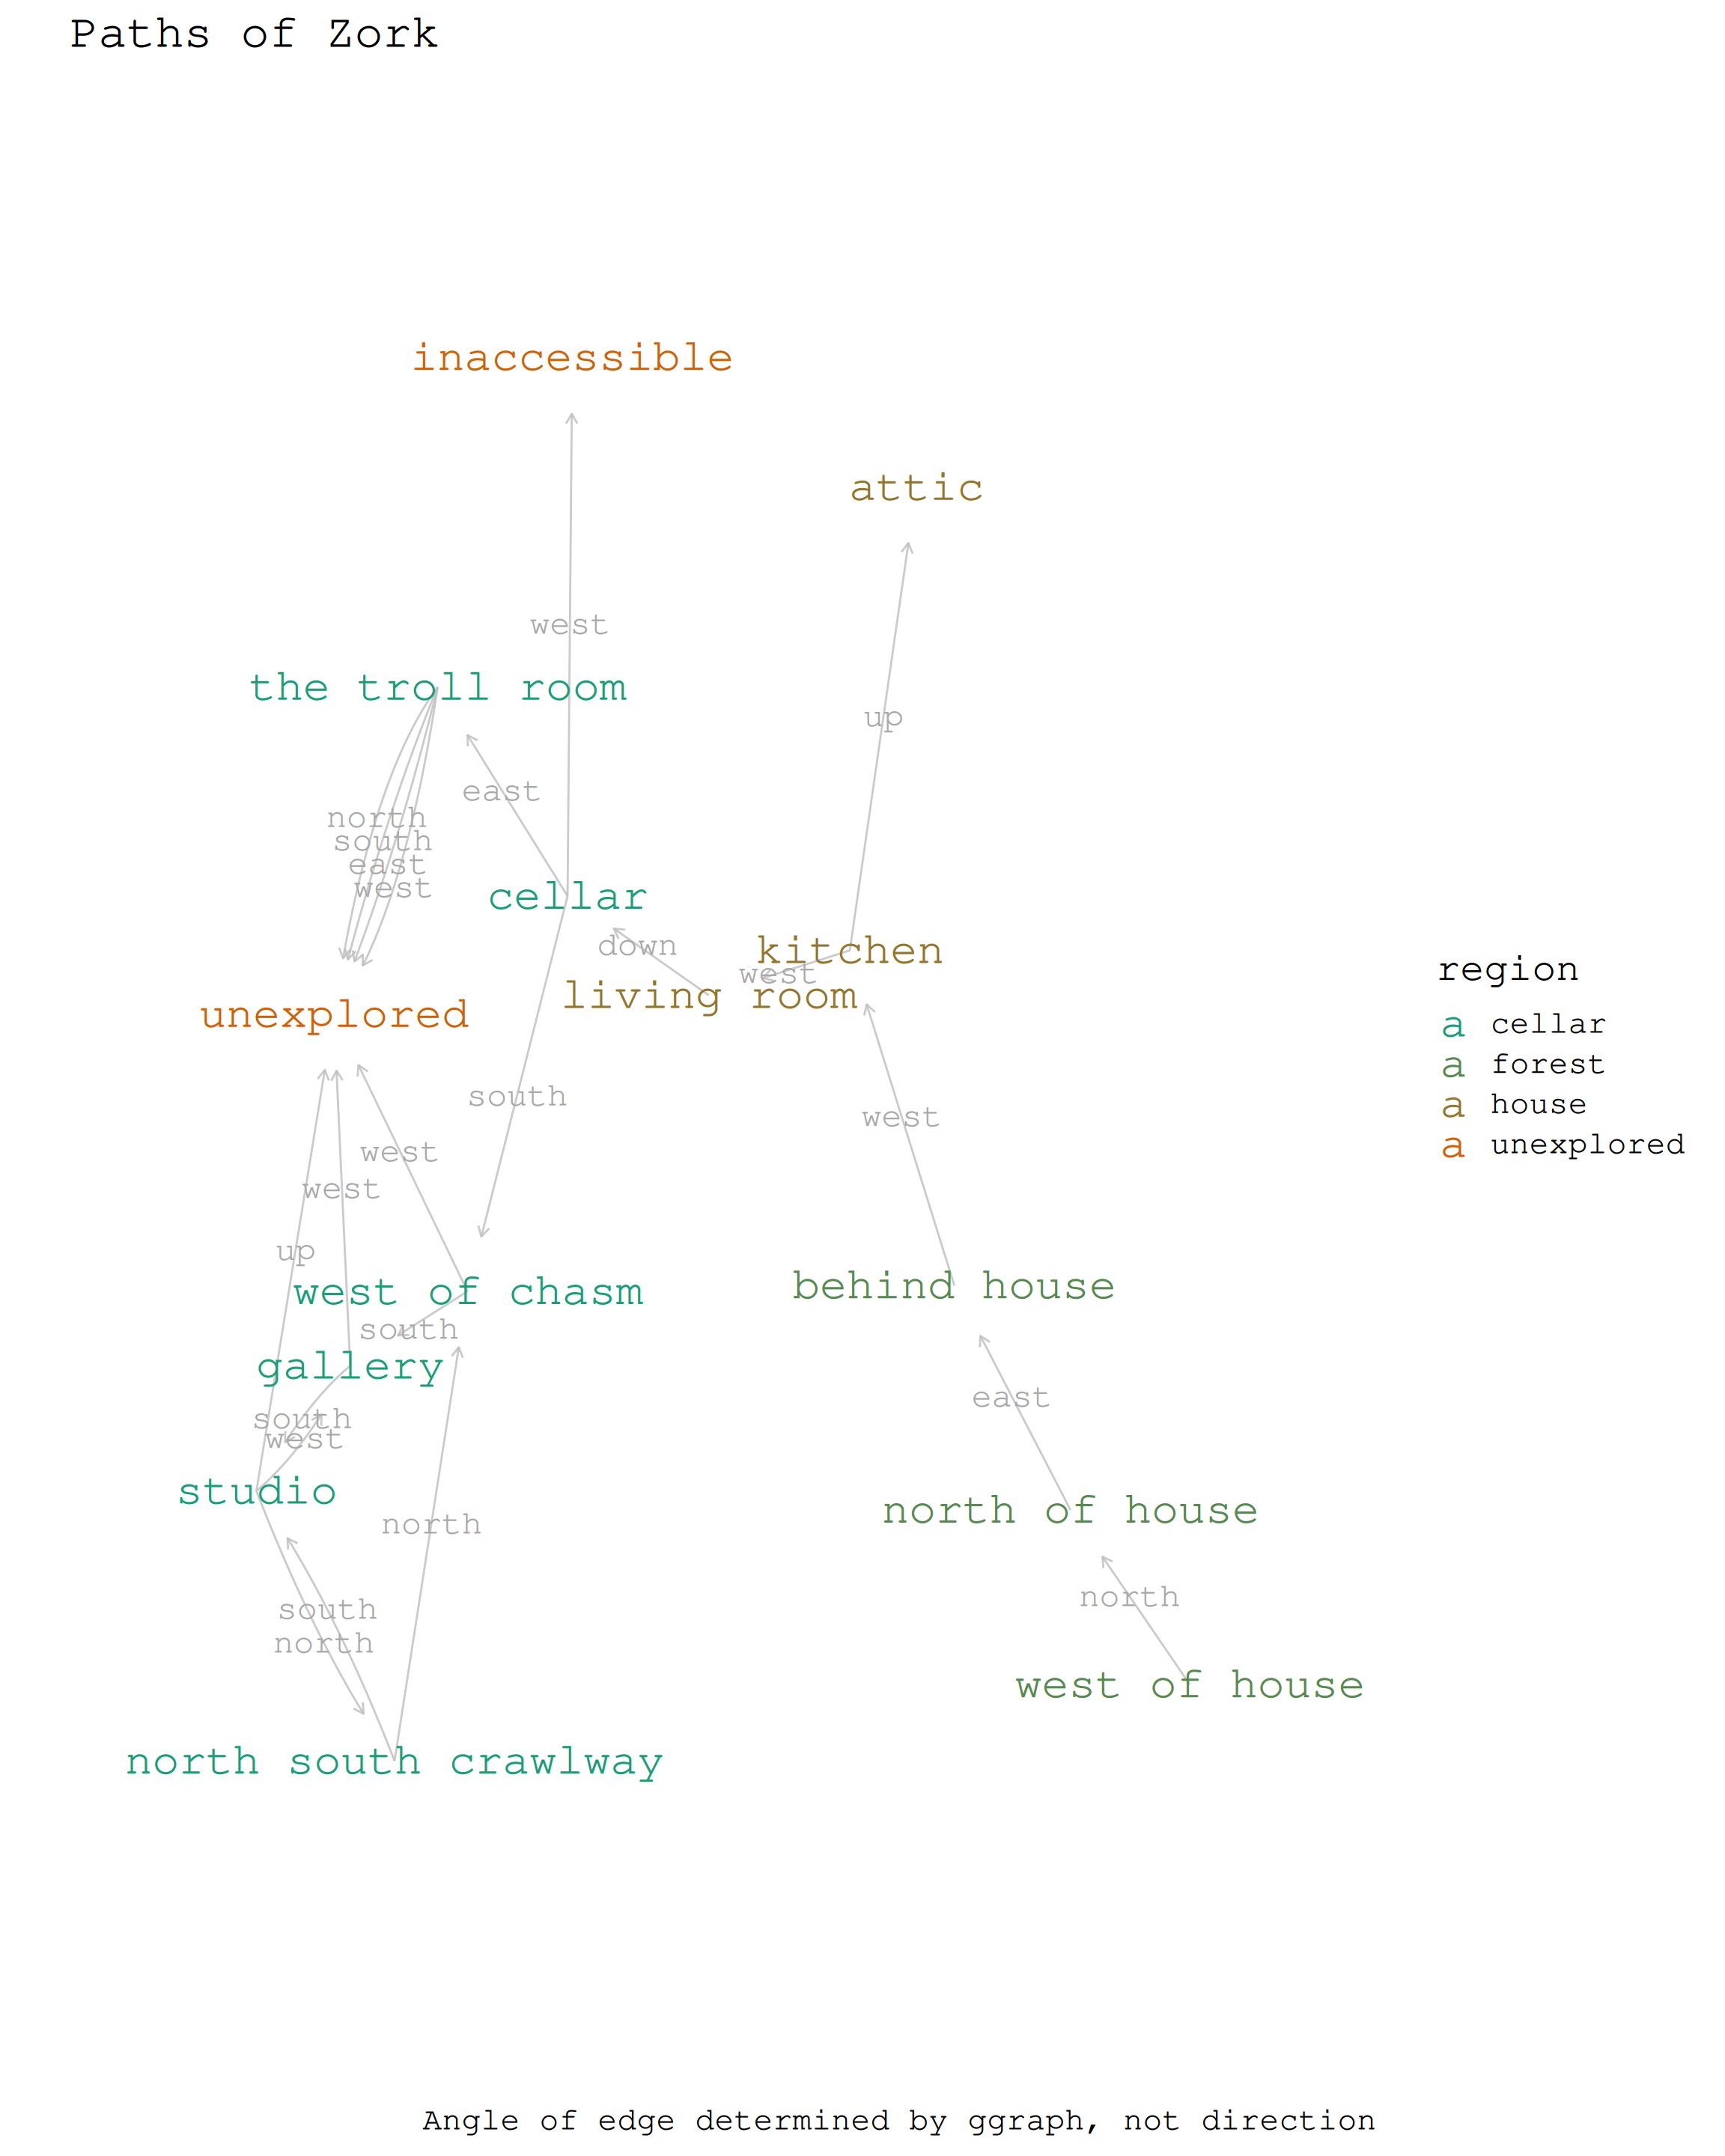 Paths of Zork
inaccessible
attic
west
the troll room
up
east
north
south
east
west
cellar
down
kitchen
west
living room
unexplored
region
a cellar
a forest
a house
a unexplored
south
west
west
west
up
behind house
west of chasm
south
gallery
east
south
west
studio
north of house
north
north
south
north
west of house
north south crawlway
Angle of edge determined by ggraph, not direction